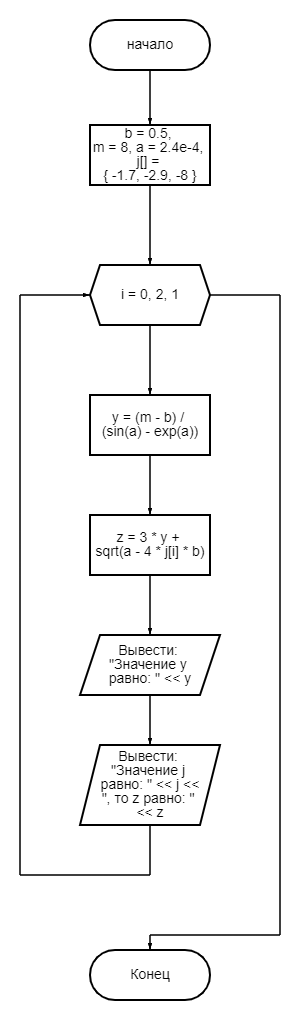 начало
b = 0.5,
m = 8, a = 2.4e-4,
j[] =
{ -1.7, -2.9, -8 }
i = 0, 2, 1
y = (m - b) /
(sin(a) - exp(a))
z = 3 * y +
sqrt(a - 4 * j[i] * b)
Вывести:
"Значение y
равно: " << y
Вывести:
"Значение j
равно: " << j <<
", то z равно: "
<< z
Конец